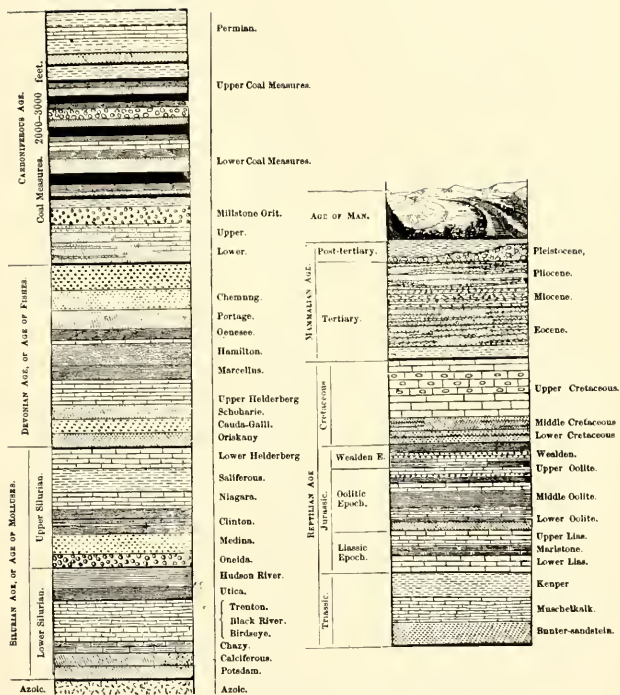 CARBONIFEROUS AGE.
Coal Measures. 2000–3000 feet.
Permian.
Upper Coal Measures.
Lower Coal Measures.
Millstone Grit.
Upper.
Lower.
DEVONIAN AGE, OR AGE OF FISHES
Chemung.
Portage.
Genesee.
Hamilton.
Marcellus.
Upper Helderberg
Schoharie.
Cauda-Galli.
Oriskany
SILURIAN AGE, OR AGE OF MOLLUSES.
Upper Silurian
Lower Helderberg
Saliferous.
Niagara.
Clinton.
Medina.
Oneida.
Lower Silurian.
Hudson River.
Utica.
Trenton.
Black River.
Birdseye.
Chazy.
Calciferous.
Potsdam.
Azoic.
Azoic.
AGE OF MAN.
MAMMALIAN AGE.
Post-tertiary.
Pleistocene,
Tertiary.
Pliocene.
Miocene.
Eocene.
REPTILIAN AGE
Cretaceous
Upper Cretaceous.
Middle Cretaceous
Lower Cretaceous
Jurassic.
Wealden E.
Wealden.
Oolitic
Epoch.
Upper Oolite.
Middle Oolite.
Lower Oolite.
Liassic
Epoch.
Upper Lias.
Marlstone.
Lower Lias.
Triassic.
Kenper
Muschelkalk.
Bunter-sandstein.